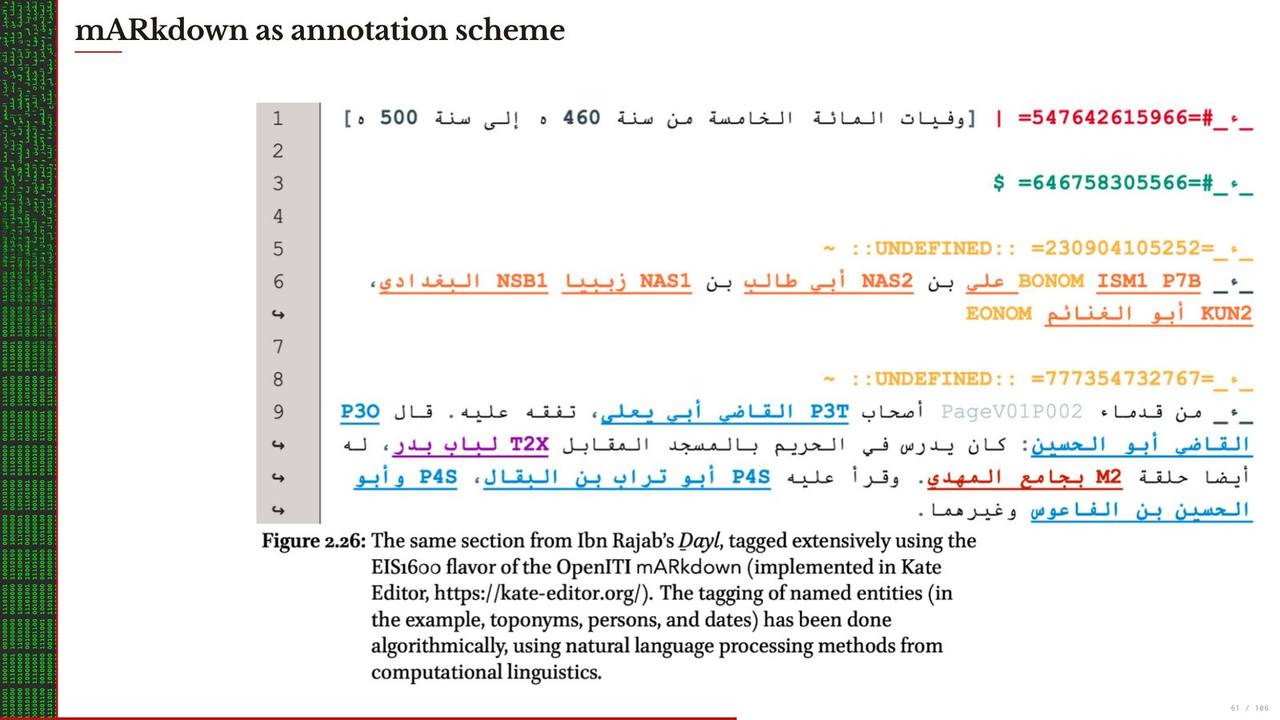 mARkdown as annotation scheme
1 _ء_#=547642615966= | [وفيات المائة الخامسة من سنة 460 ه إلى سنة 500 ه]
2
3 _ء_#=646758305566= $
4
5 _ء_=230904105252= ::UNDEFINED:: ~
6 _ء_ ISM1 P7B BONOM علي بن NAS2 أبي طالب بن NAS1 زبيبا NSB1 البغدادي،
↪ KUN2 أبو الغنائم EONOM
7
8 _ء_=777354732767= ::UNDEFINED:: ~
9 _ء_ من قدماء PageV01P002 أصحاب P3T القاضي أبي يعلى، تفقه عليه. قال P3O
↪ القاضي أبو الحسين: كان يدرس في الحريم بالمسجد المقابل T2X لباب بدر، له
↪ أيضا حلقة M2 بجامع المهدي. وقرأ عليه P4S أبو تراب بن البقال، P4S وأبو
↪ الحسين بن الفاعوس وغيرهما.
Figure 2.26: The same section from Ibn Rajab’s Ḏayl, tagged extensively using the
EIS1600 flavor of the OpenITI mARkdown (implemented in Kate
Editor, https://kate-editor.org/). The tagging of named entities (in
the example, toponyms, persons, and dates) has been done
algorithmically, using natural language processing methods from
computational linguistics.
61 / 106